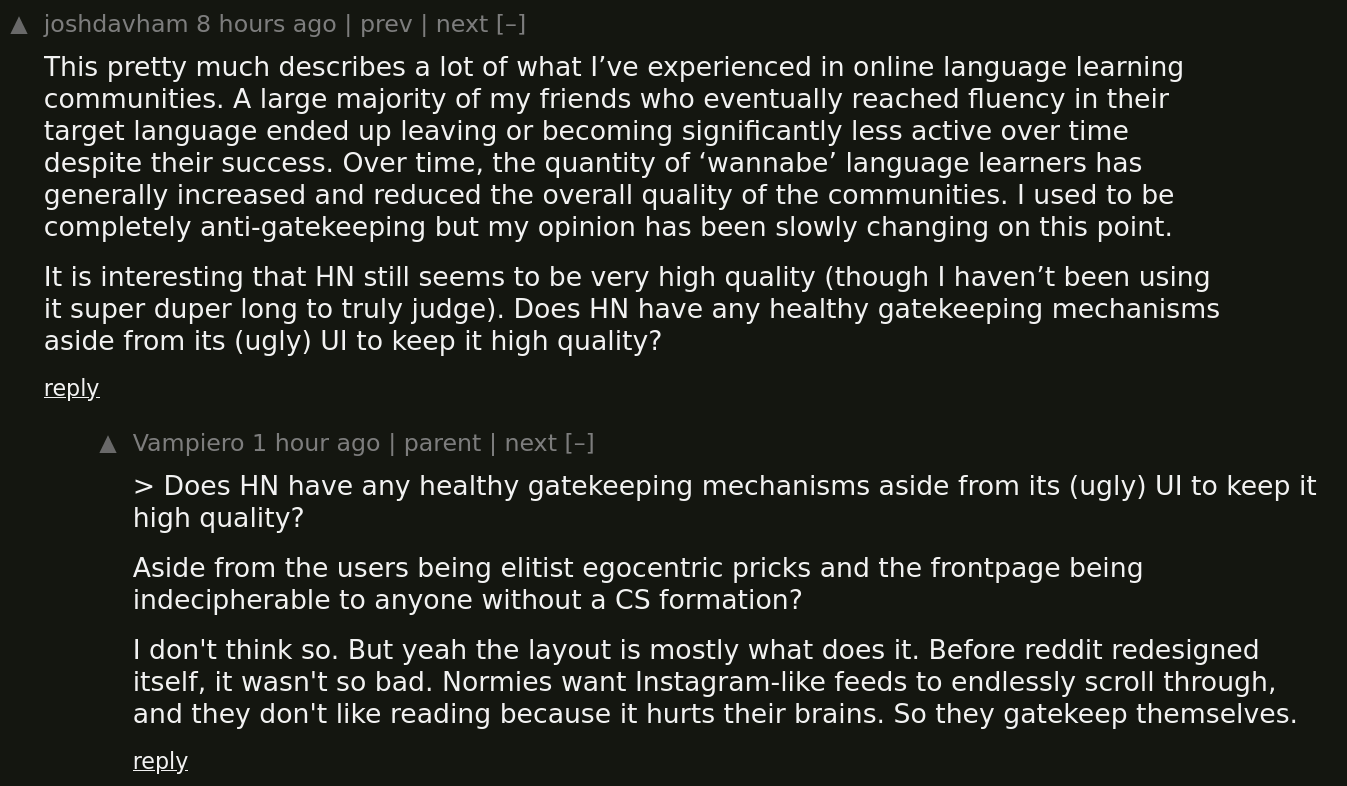 ▲ joshdavham 8 hours ago | prev | next [–]
This pretty much describes a lot of what I’ve experienced in online language learning
communities. A large majority of my friends who eventually reached fluency in their
target language ended up leaving or becoming significantly less active over time
despite their success. Over time, the quantity of ‘wannabe’ language learners has
generally increased and reduced the overall quality of the communities. I used to be
completely anti-gatekeeping but my opinion has been slowly changing on this point.
It is interesting that HN still seems to be very high quality (though I haven’t been using
it super duper long to truly judge). Does HN have any healthy gatekeeping mechanisms
aside from its (ugly) UI to keep it high quality?
reply
▲ Vampiero 1 hour ago | parent | next [–]
> Does HN have any healthy gatekeeping mechanisms aside from its (ugly) UI to keep it
high quality?
Aside from the users being elitist egocentric pricks and the frontpage being
indecipherable to anyone without a CS formation?
I don't think so. But yeah the layout is mostly what does it. Before reddit redesigned
itself, it wasn't so bad. Normies want Instagram-like feeds to endlessly scroll through,
and they don't like reading because it hurts their brains. So they gatekeep themselves.
reply